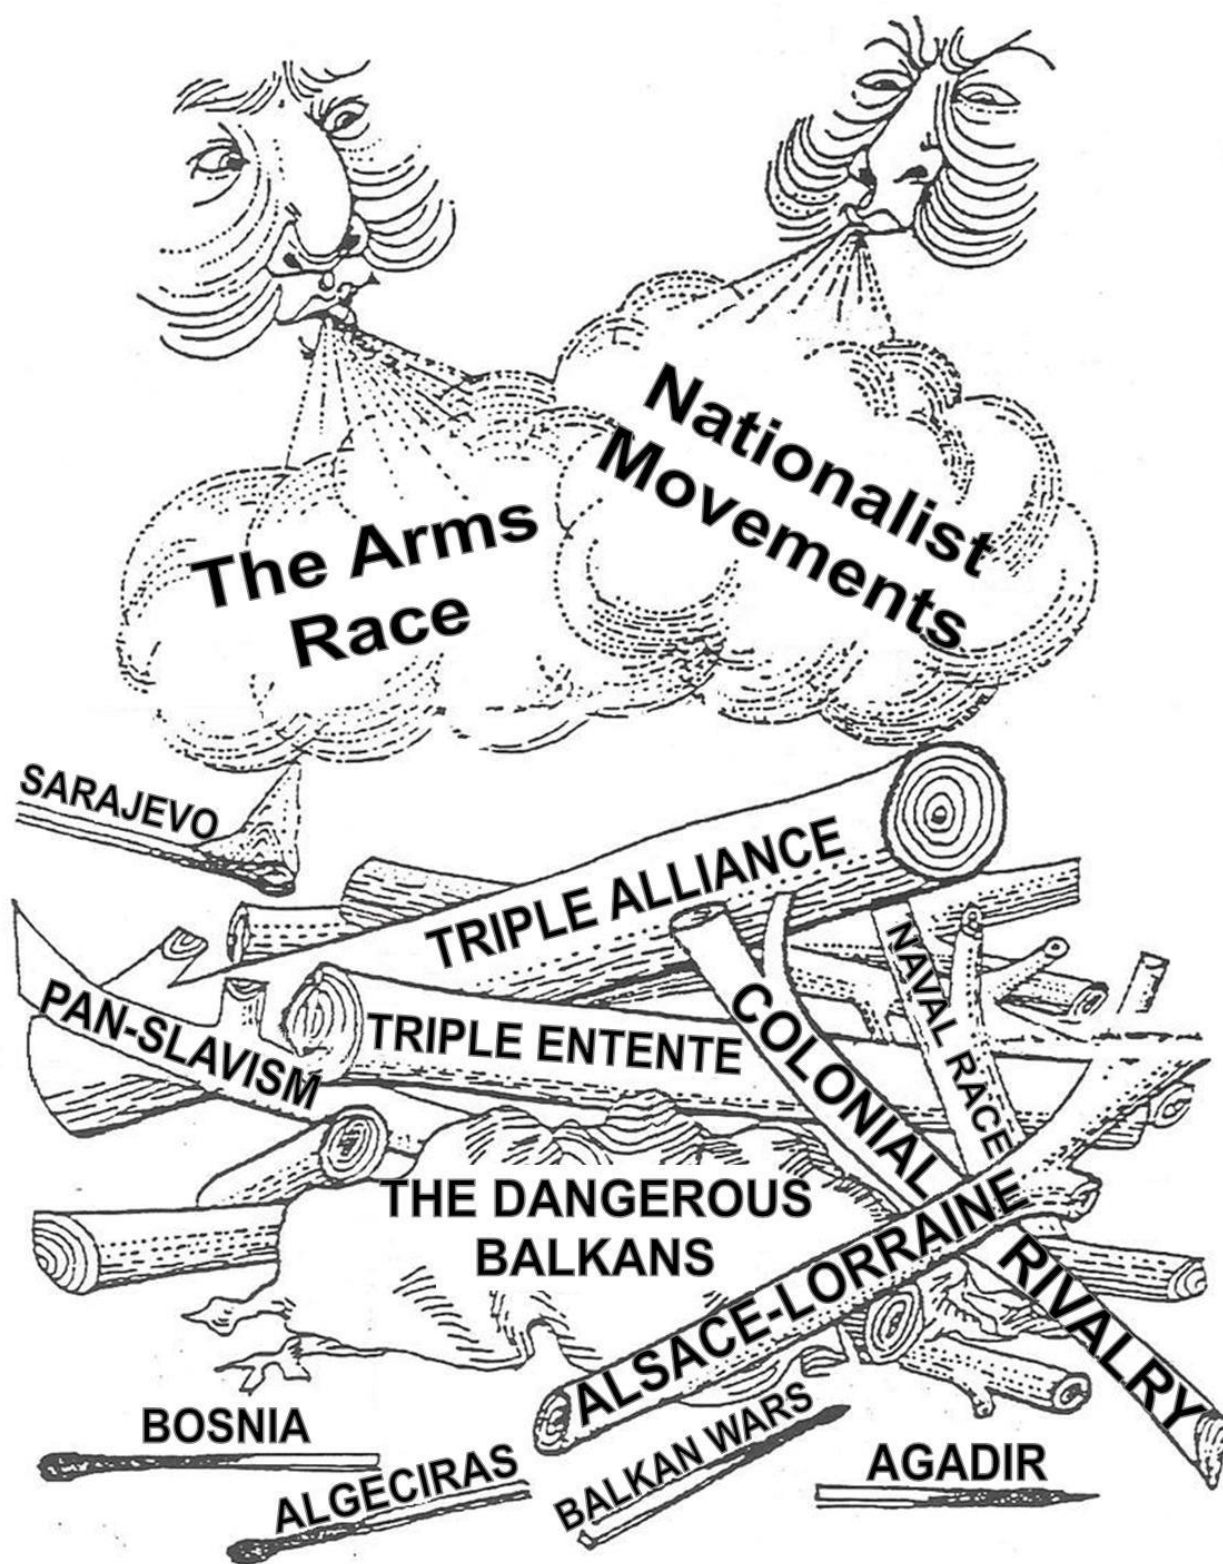 Nationalist
Movements
The Arms
Race
SARAJEVO
TRIPLE ALLIANCE
NAVAL RACE
PAN-SLAVISM
TRIPLE ENTENTE
COLONIAL
RIVALRY
THE DANGEROUS
BALKANS
ALSACE-LORRAINE
BOSNIA
ALGECIRAS
BALKAN WARS
AGADIR